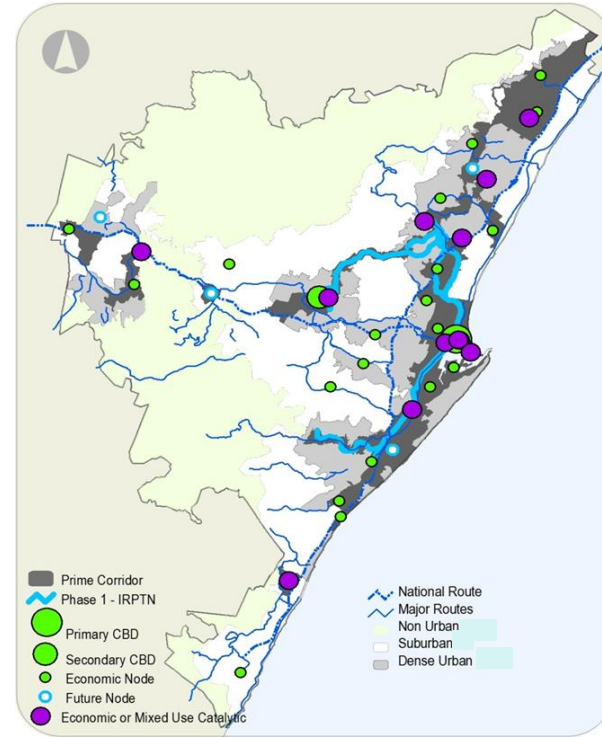 Prime Corridor
Phase 1 - IRPTN
Primary CBD
Secondary CBD
Economic Node
Future Node
Economic or Mixed Use Catalytic
National Route
Major Routes
Non Urban
Suburban
Dense Urban